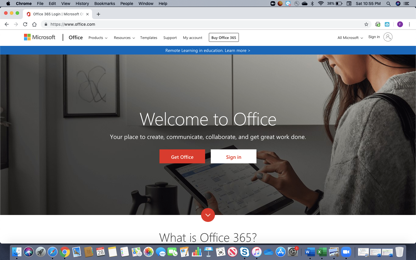 Chrome File Edit View History Bookmarks People Window Help
Sat 10:58 PM
Office 365 Login | Microsoft
https://www.office.com
Microsoft | Office Products Resources Templates Support My account Buy Office 365 All Microsoft Sign in
Remote Learning in education. Learn more >
Welcome to Office
Your place to create, communicate, collaborate, and get great work done.
Get Office
Sign in
What is Office 365?